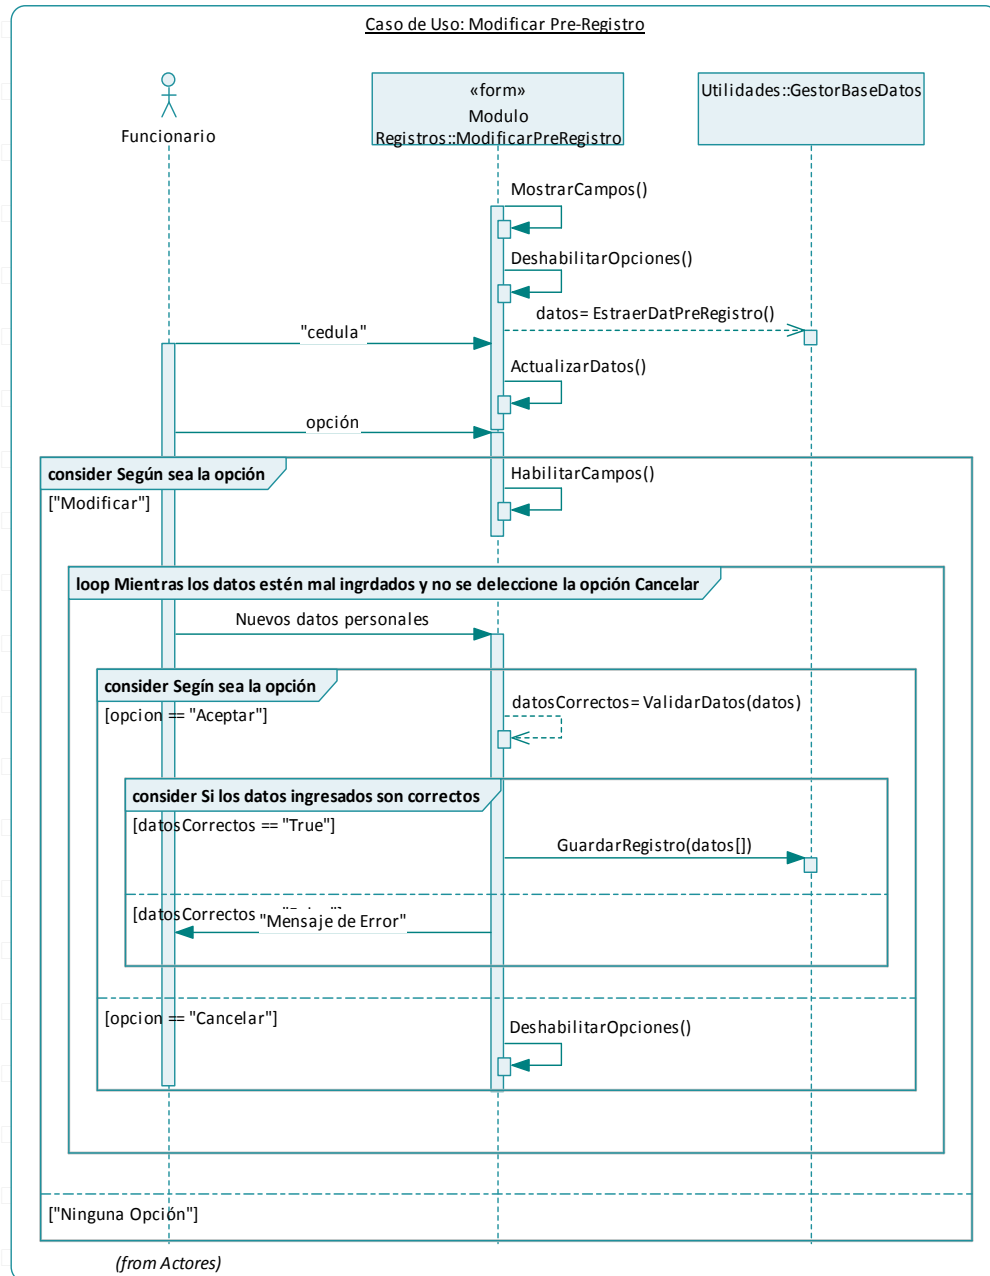 Caso de Uso: Modificar Pre-Registro
Funcionario
«form»
Modulo
Registros::ModificarPreRegistro
Utilidades::GestorBaseDatos
MostrarCampos()
DeshabilitarOpciones()
datos= EstraerDatPreRegistro()
"cedula"
ActualizarDatos()
opción
consider Según sea la opción
["Modificar"]
HabilitarCampos()
loop Mientras los datos estén mal ingrdados y no se deleccione la opción Cancelar
Nuevos datos personales
consider Segín sea la opción
[opcion == "Aceptar"]
datosCorrectos= ValidarDatos(datos)
consider Si los datos ingresados son correctos
[datosCorrectos == "True"]
GuardarRegistro(datos[])
[datosCorrectos
"Mensaje de Error"
[opcion == "Cancelar"]
DeshabilitarOpciones()
["Ninguna Opción"]
(from Actores)